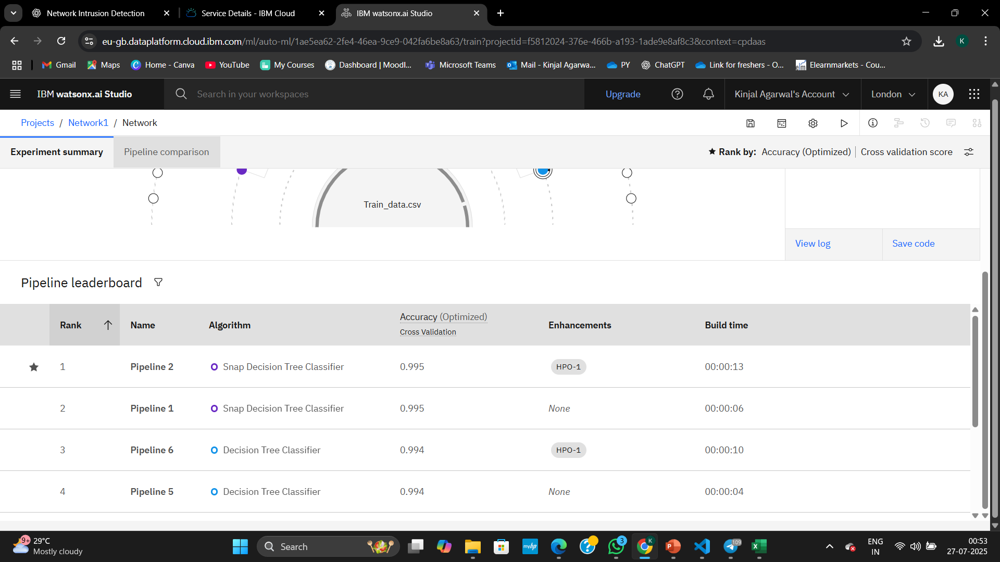 Network Intrusion Detection
Service Details - IBM Cloud
IBM watsonx.ai Studio
eu-gb.dataplatform.cloud.ibm.com/ml/auto-ml/1ae5ea62-2fe4-46ea-9ce9-042fa6be8a63/train?projectid=f5812024-376e-466b-a193-1ade9e8af8c3&context=cpdaas
K
Gmail
Maps
Home - Canva
YouTube
My Courses
Dashboard | Moodl...
Microsoft Teams
Mail - Kinjal Agarwa...
PY
ChatGPT
Link for freshers - O...
Elearnmarkets - Cou...
IBM watsonx.ai Studio
Search in your workspaces
Upgrade
Kinjal Agarwal's Account
London
KA
Projects / Network1 / Network
Experiment summary
Pipeline comparison
Rank by: Accuracy (Optimized) | Cross validation score
Train_data.csv
View log
Save code
Pipeline leaderboard
Rank Name Algorithm Accuracy (Optimized) Enhancements Build time
Cross Validation
1 Pipeline 2 Snap Decision Tree Classifier 0.995 HPO-1 00:00:13
2 Pipeline 1 Snap Decision Tree Classifier 0.995 None 00:00:06
3 Pipeline 6 Decision Tree Classifier 0.994 HPO-1 00:00:10
4 Pipeline 5 Decision Tree Classifier 0.994 None 00:00:04
9+
29°C
Mostly cloudy
Search
myhp
3
K
109
ENG
IN
00:53
27-07-2025